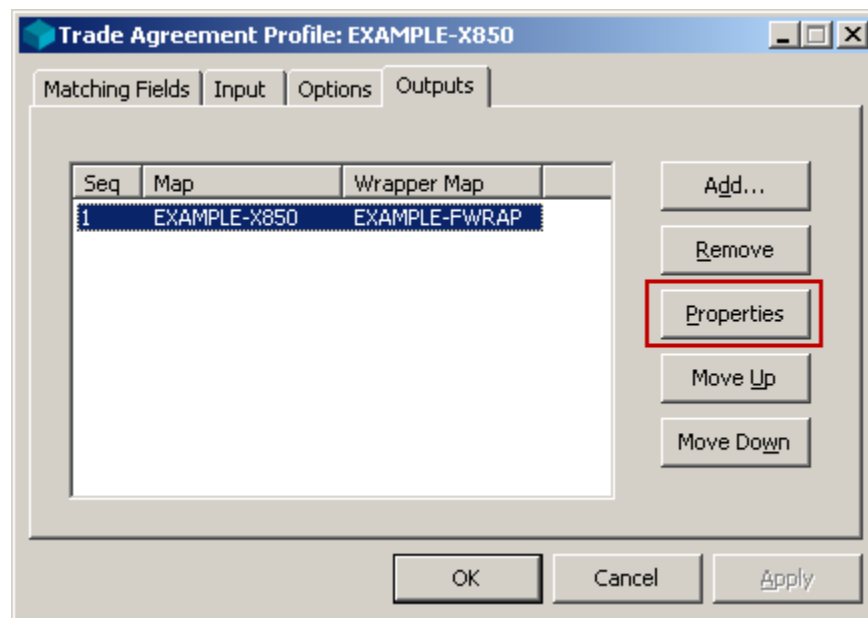 Trade Agreement Profile: EXAMPLE-X850
Matching Fields Input Options Outputs
Seq Map Wrapper Map
1 EXAMPLE-X850 EXAMPLE-FWRAP
Add...
Remove
Properties
Move Up
Move Down
OK Cancel Apply